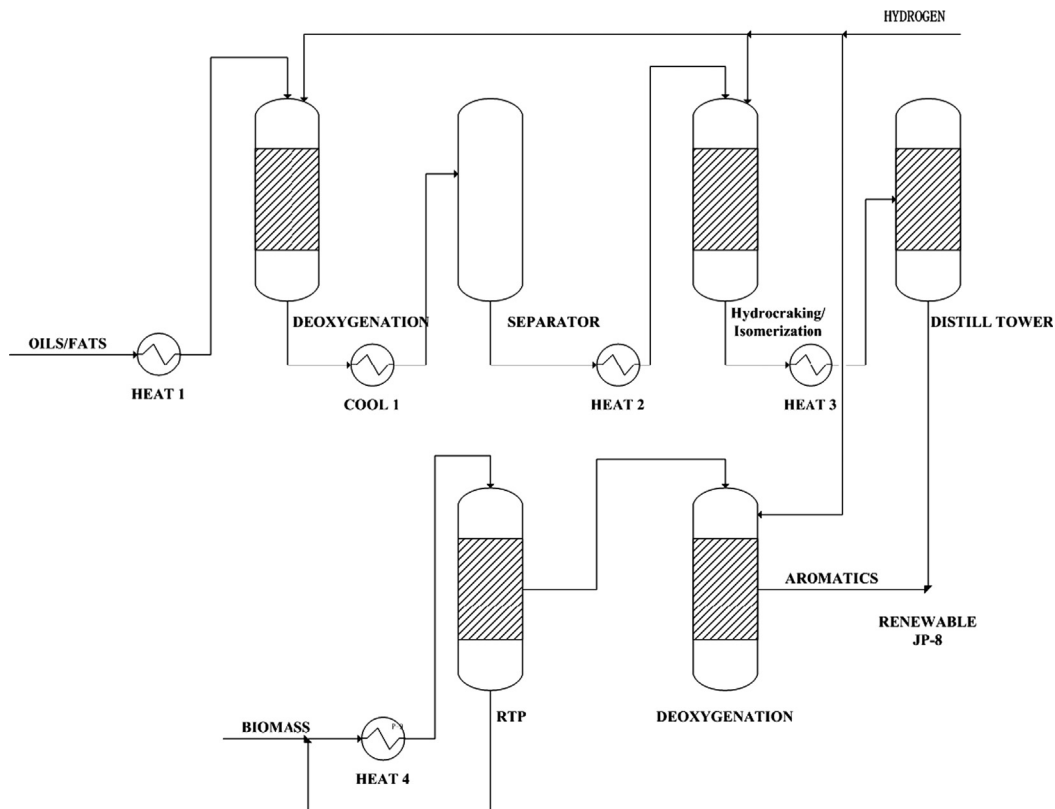 HYDROGEN
DEOXYGENATION
SEPARATOR
Hydrocraking/
Isomerization
DISTILL TOWER
OILS/FATS
HEAT 1
COOL 1
HEAT 2
HEAT 3
AROMATICS
RENEWABLE
JP-8
RTP
DEOXYGENATION
BIOMASS
HEAT 4